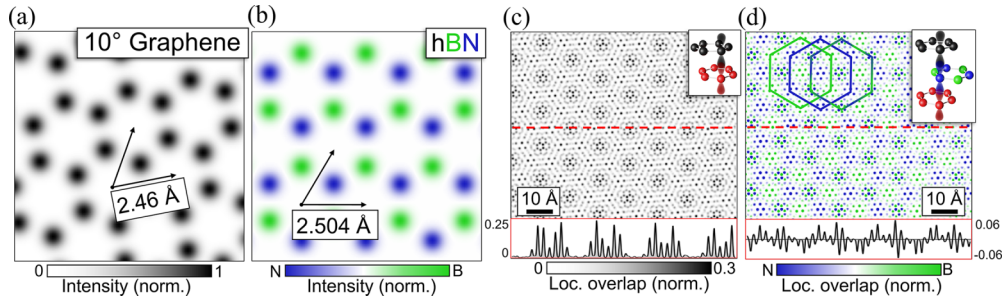 (a)
10° Graphene
2.46 Å
0
1
Intensity (norm.)
(b)
hBN
2.504 Å
N
B
Intensity (norm.)
(c)
10 Å
0.25
0
0
0.3
Loc. overlap (norm.)
(d)
10 Å
0.06
-0.06
N
B
Loc. overlap (norm.)